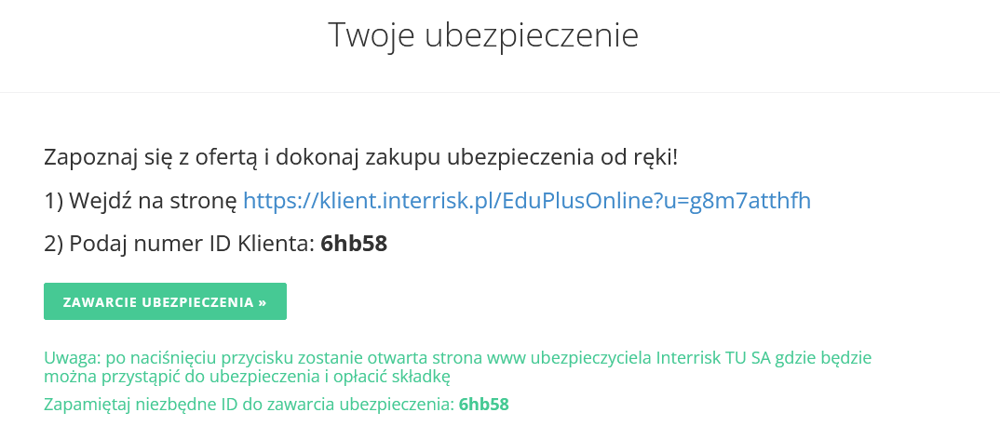 Twoje ubezpieczenie
Zapoznaj się z ofertą i dokonaj zakupu ubezpieczenia od ręki!
1) Wejdź na stronę https://klient.interrisk.pl/EduPlusOnline?u=g8m7atthfh
2) Podaj numer ID Klienta: 6hb58
ZAWARCIE UBEZPIECZENIA »
Uwaga: po naciśnięciu przycisku zostanie otwarta strona www ubezpieczyciela Interrisk TU SA gdzie będzie
można przystąpić do ubezpieczenia i opłacić składkę
Zapamiętaj niezbędne ID do zawarcia ubezpieczenia: 6hb58